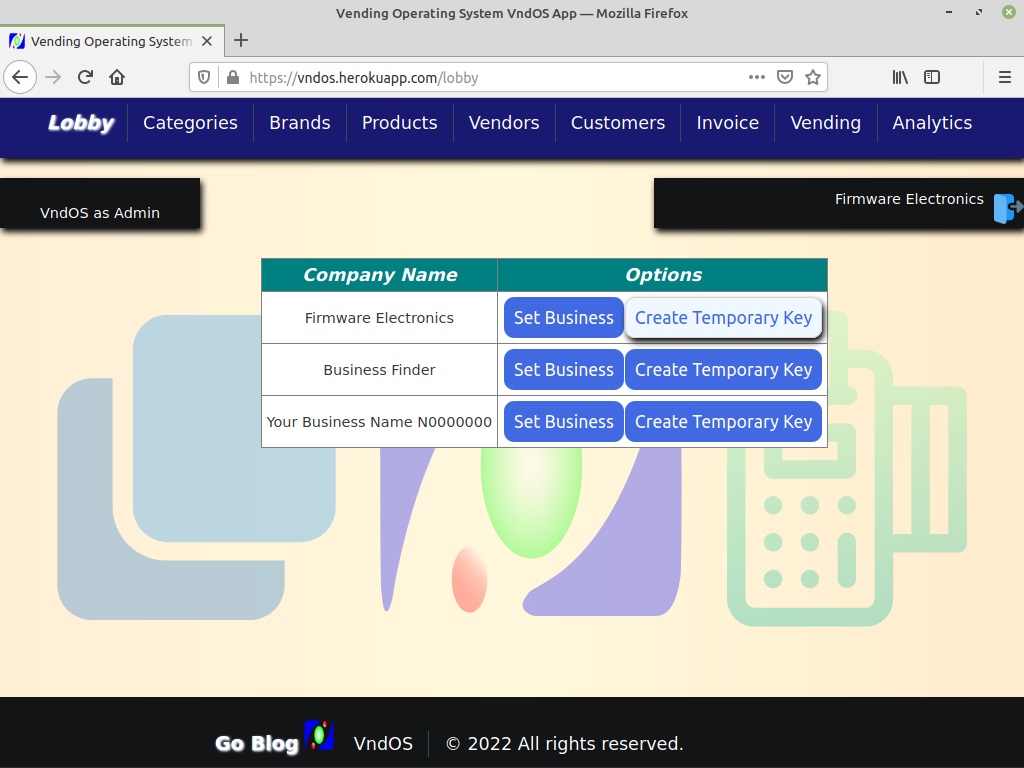 Vending Operating System VndOS App — Mozilla Firefox
Vending Operating System
https://vndos.herokuapp.com/lobby
Lobby Categories Brands Products Vendors Customers Invoice Vending Analytics
VndOS as Admin
Firmware Electronics
Company Name Options
Firmware Electronics Set Business Create Temporary Key
Business Finder Set Business Create Temporary Key
Your Business Name N0000000 Set Business Create Temporary Key
Go Blog VndOS © 2022 All rights reserved.